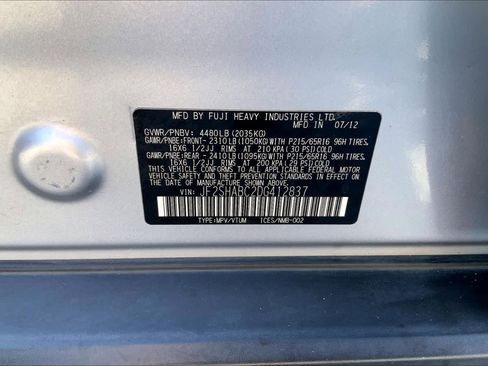 MFD BY FUJI HEAVY INDUSTRIES LTD.
MFD IN 07/12
GVWR/PNBV: 4480LB(2035KG)
GAWR/PNBE:FRONT- 2310LB(1050KG)WITH P215/65R16 96H TIRES.
16X6 1/2JJ RIMS AT 210 KPA(30 PSI)COLD
GAWR/PNBE:REAR - 2410LB(1095KG)WITH P215/65R16 96H TIRES.
16X6 1/2JJ RIMS AT 200 KPA(29 PSI)COLD
THIS VEHICLE CONFORMS TO ALL APPLICABLE FEDERAL MOTOR
VEHICLE SAFETY STANDARDS IN EFFECT ON THE DATE
OF MANUFACTURE SHOWN ABOVE.
VIN: JF2SHABC2DG412837
TYPE:MPV/VTUM ICES/NMB-002